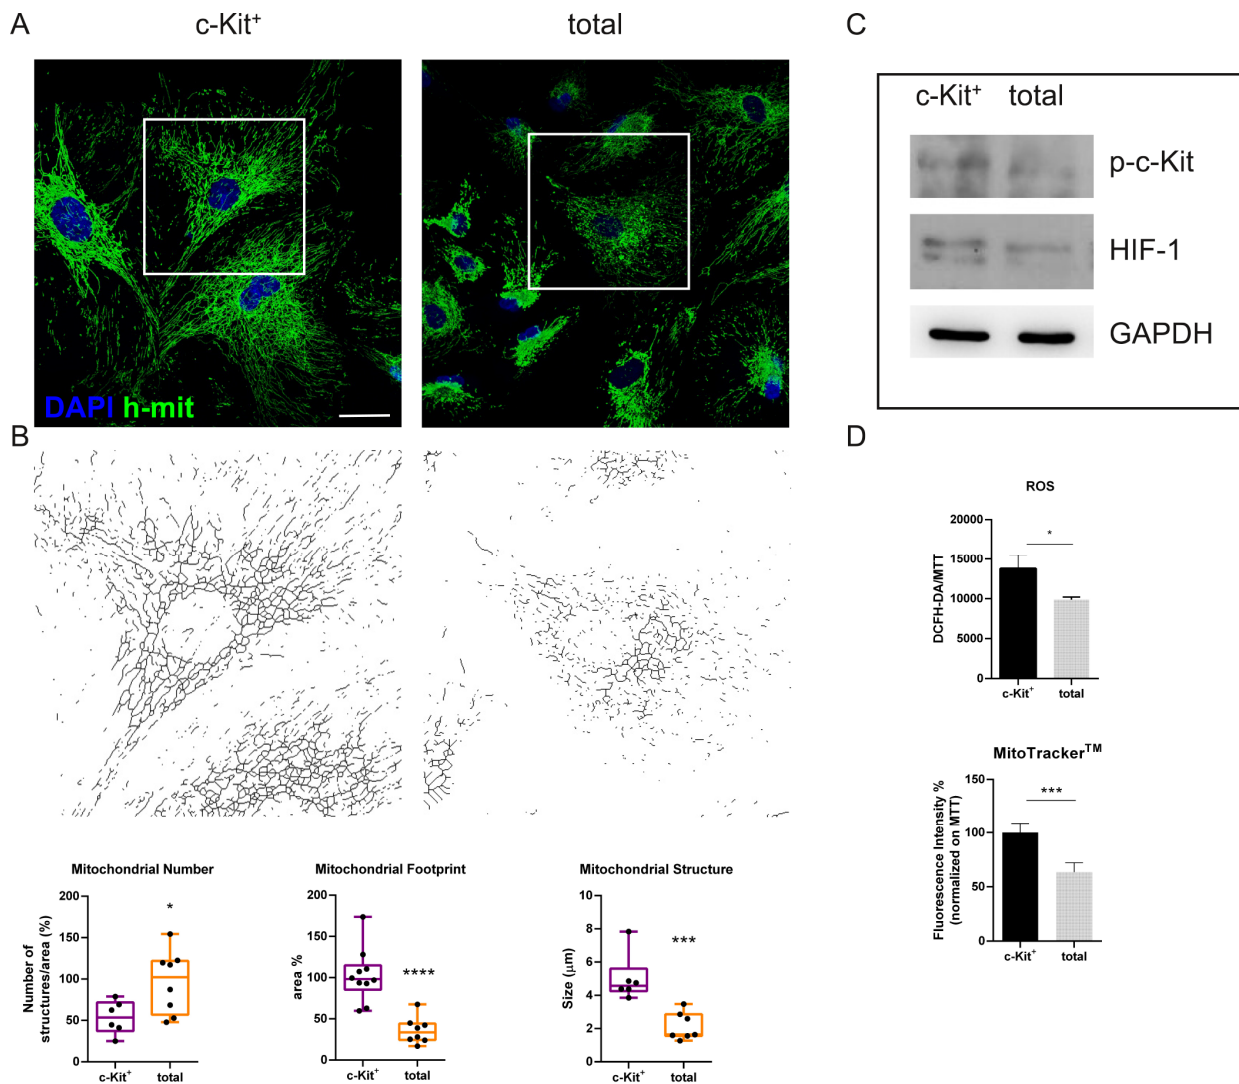 A
c-Kit⁺
total
DAPI h-mit
B
Mitochondrial Number
Number of
structures/area (%)
200
150
100
50
0
*
c-Kit⁺
total
Mitochondrial Footprint
area %
200
150
100
50
0
****
c-Kit⁺
total
Mitochondrial Structure
Size (μm)
10
8
6
4
2
0
***
c-Kit⁺
total
C
c-Kit⁺
total
p-c-Kit
HIF-1
GAPDH
D
ROS
DCFH-DA/MTT
20000
15000
10000
5000
0
*
c-Kit⁺
total
MitoTracker™
Fluorescence Intensity %
(normalized on MTT)
150
100
50
0
***
c-Kit⁺
total